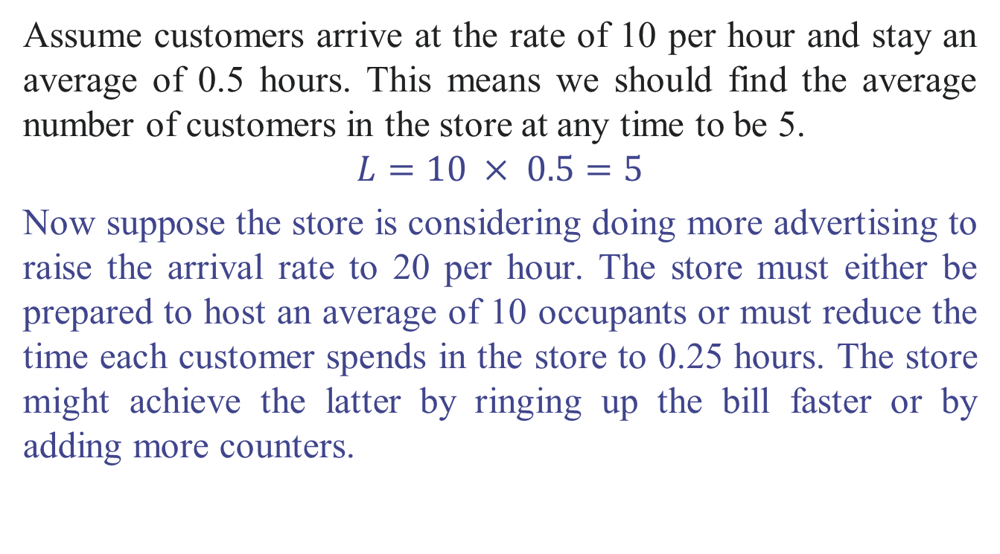 Assume customers arrive at the rate of 10 per hour and stay an
average of 0.5 hours. This means we should find the average
number of customers in the store at any time to be 5.
L = 10 × 0.5 = 5
Now suppose the store is considering doing more advertising to
raise the arrival rate to 20 per hour. The store must either be
prepared to host an average of 10 occupants or must reduce the
time each customer spends in the store to 0.25 hours. The store
might achieve the latter by ringing up the bill faster or by
adding more counters.